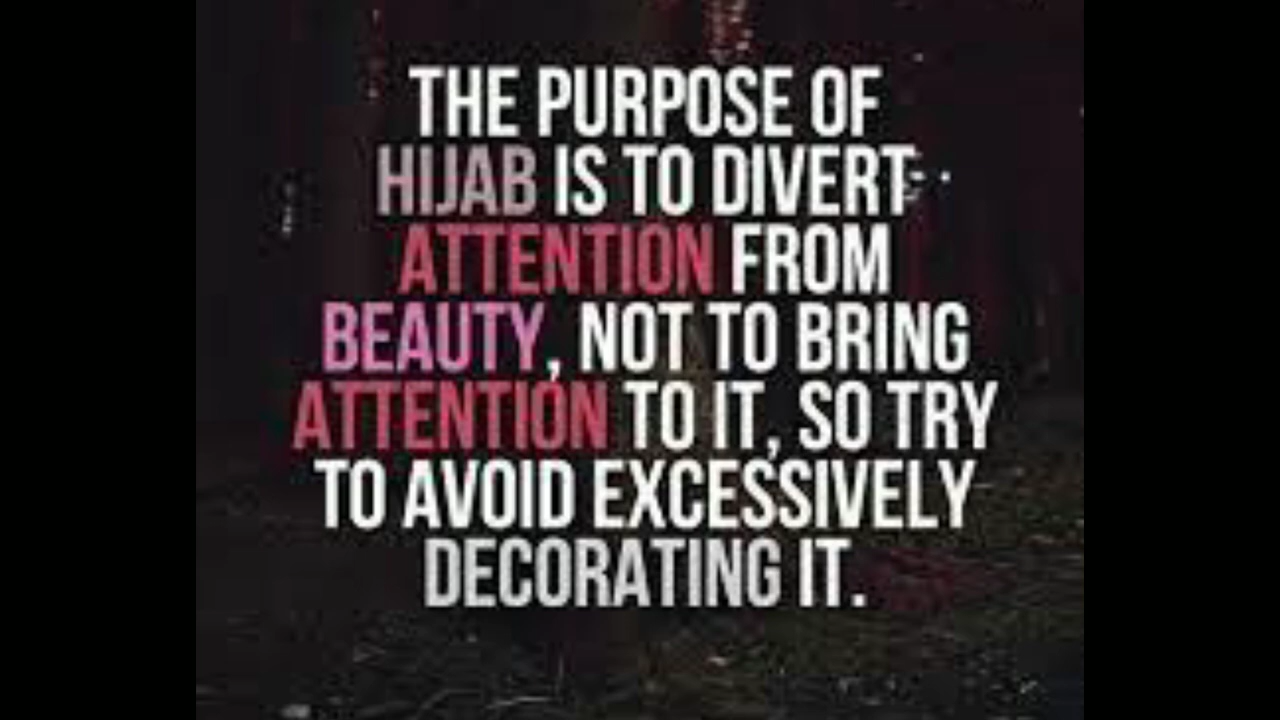 THE PURPOSE OF
HIJAB IS TO DIVERT
ATTENTION FROM
BEAUTY, NOT TO BRING
ATTENTION TO IT, SO TRY
TO AVOID EXCESSIVELY
DECORATING IT.